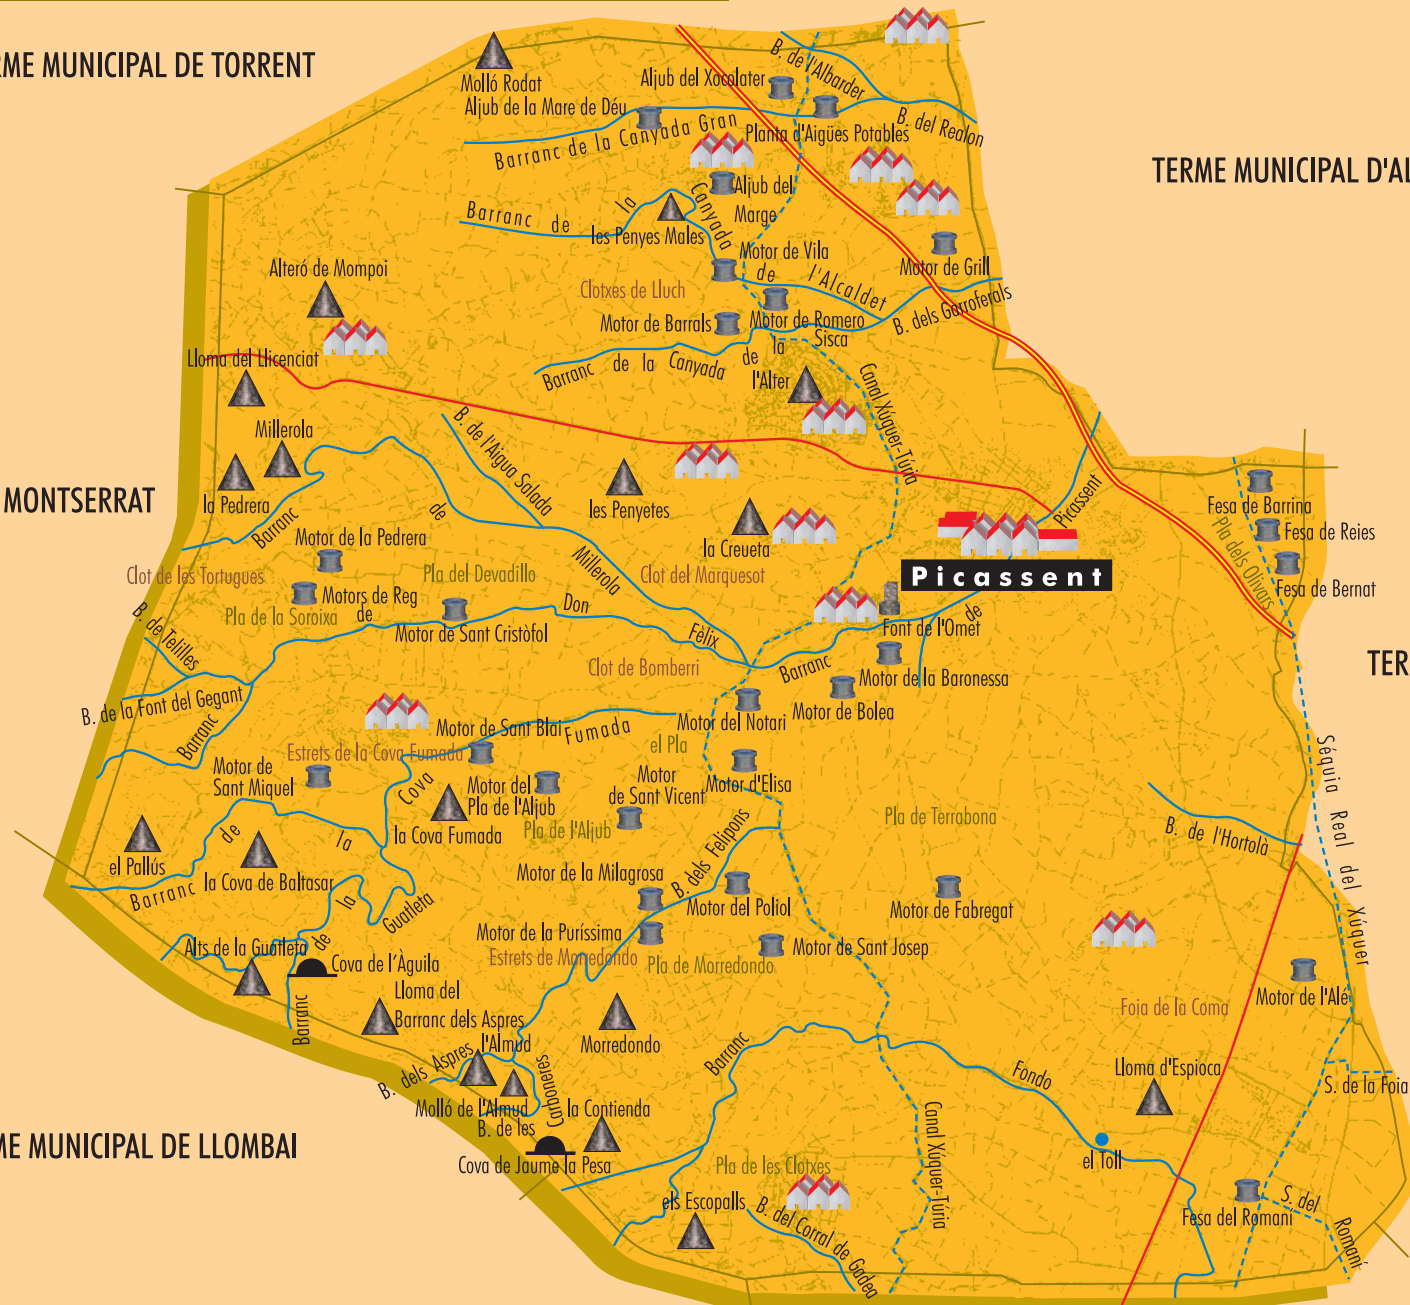 RME MUNICIPAL DE TORRENT
Molló Rodat
Aljub del Xocolater
B. de l'Albarder
Aljub de la Mare de Déu
B. del Realon
Barranc de la Canyada Gran
Planta d'Aigües Potables
TERME MUNICIPAL D'AL
Aljub del
Marge
Barranc de la Canyada de l'Alcaldet
les Penyes Males
Motor de Vila
Motor de Grill
Alteró de Mompoi
Clotxes de Lluch
Motor de Barrals
Motor de Romero
B. dels Garroferals
Barranc de la Canyada de la Sisca
Lloma del Llicenciat
l'Alter
Canal Xúquer-Túria
Millerola
B. de l'Aigua Salada
la Pedrera
les Penyetes
MONTSERRAT
Barranc de Millerola
Motor de la Pedrera
la Creueta
Fesa de Barrina
Fesa de Reies
Pla dels Olivars
Fesa de Bernat
Clot de les Tortugues
Pla del Devadillo
Clot del Marquesot
Picassent
Motors de Reg
Pla de la Soroixa
Motor de Sant Cristòfol
Barranc de Don Fèlix
Font de l'Omet
Barranc de Picassent
B. de Telilles
Clot de Bomberri
Motor de la Baronessa
TER
B. de la Font del Gegant
Motor de Bolea
Motor del Notari
Motor de Sant Blai
Estrets de la Cova Fumada
el Pla
Motor de
Sant Miquel
Motor del
Pla de l'Aljub
Motor
de Sant Vicent
Motor d'Elisa
Cova Fumada
la Cova Fumada
Pla de l'Aljub
Pla de Terrabona
B. de l'Hortolà
Séquia Real del Xúquer
el Pallús
Barranc de la
la Cova de Baltasar
B. dels Felipons
Motor de la Milagrosa
Motor del Poliol
Motor de Fabregat
Barranc de la Guatleta
Motor de la Puríssima
Motor de Sant Josep
Alts de la Guatleta
Estrets de Morredondo
Pla de Morredondo
Cova de l'Àguila
Motor de l'Alé
Lloma del
Barranc dels Aspres
Foia de la Coma
Morredondo
l'Almud
B. dels Aspres
Barranc Fondo
Lloma d'Espioca
S. de la Foia
Molló de l'Almud
B. de les Carboneres
la Contienda
Canal Xúquer-Túria
RME MUNICIPAL DE LLOMBAI
Cova de Jaume la Pesa
el Toll
Pla de les Clotxes
els Escopalls
B. del Corral de Gadea
Fesa del Romaní
S. del Romaní